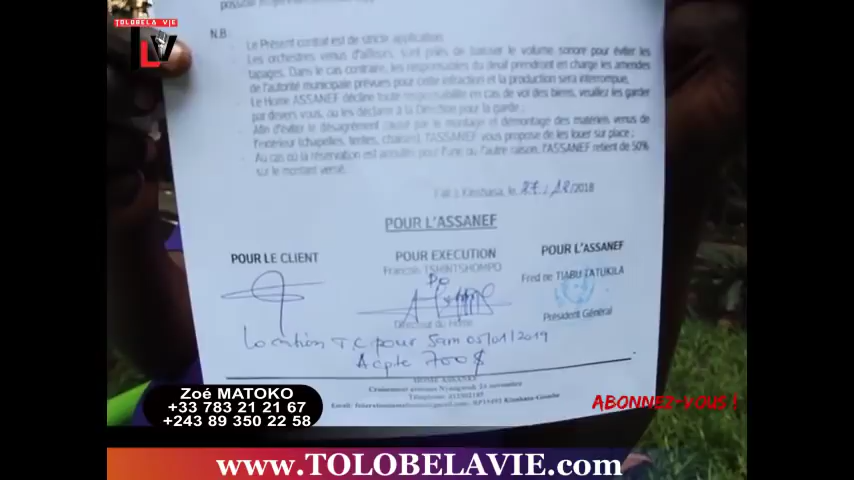 TOLOBELA VIE
LV
N.B
Le Présent contrat est de stricte application.
Les orchestres venus d'ailleurs, sont priés de baisser le volume sonore pour éviter les
tapages. Dans le cas contraire, les responsables du deuil prendront en charge les amendes
de l'autorité municipale prévues pour cette infraction et la production sera interrompue.
Le Home ASSANEF décline toute responsabilité en cas de vol des biens, veuillez les garder
par devers vous, ou les déclarer à la Direction pour la garde;
Afin d'éviter le désagrément causé par le montage et démontage des matériels venus de
l'extérieur (chapelles, tentes, chaises), l'ASSANEF vous propose de les louer sur place;
Au cas où la réservation est annulée pour l'une ou l'autre raison, l'ASSANEF retient de 50%
sur le montant versé.
Fait à Kinshasa, le 27/12/2018
POUR L'ASSANEF
POUR LE CLIENT
POUR EXECUTION
POUR L'ASSANEF
François TSHINTSHOMPO
Fred de TIABU TATUKILA
Po
Directeur du Home
Président Général
Location T.C pour Sam 05/01/2019
Acpte 700$
HOME ASSANEF
24 novembre
Kinshasa-Gombe
Zoé MATOKO
+33 783 21 21 67
+243 89 350 22 58
ABONNEZ-VOUS !
www.TOLOBELAVIE.com